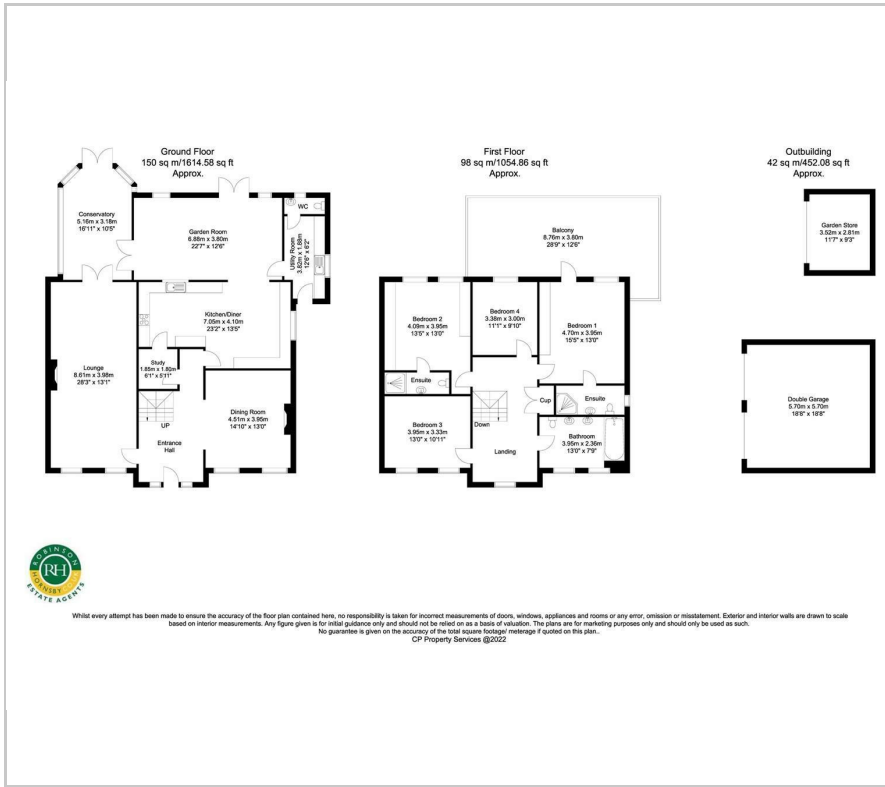 Ground Floor
150 sq m/1614.58 sq ft
Approx.
Conservatory
5.16m x 3.18m
16'11" x 10'5"
Garden Room
6.88m x 3.80m
22'7" x 12'6"
WC
Utility Room
3.82m x 1.88m
12'6" x 6'2"
Kitchen/Diner
7.05m x 4.10m
23'2" x 13'5"
Study
1.85m x 1.80m
6'1" x 5'11"
Lounge
8.61m x 3.98m
28'3" x 13'1"
Dining Room
4.51m x 3.95m
14'10" x 13'0"
UP
Entrance
Hall
First Floor
98 sq m/1054.86 sq ft
Approx.
Balcony
8.76m x 3.80m
28'9" x 12'6"
Bedroom 2
4.09m x 3.95m
13'5" x 13'0"
Bedroom 4
3.38m x 3.00m
11'1" x 9'10"
Bedroom 1
4.70m x 3.95m
15'5" x 13'0"
Ensuite
Cup
Ensuite
Bedroom 3
3.95m x 3.33m
13'0" x 10'11"
Down
Landing
Bathroom
3.95m x 2.36m
13'0" x 7'9"
Outbuilding
42 sq m/452.08 sq ft
Approx.
Garden Store
3.52m x 2.81m
11'7" x 9'3"
Double Garage
5.70m x 5.70m
18'8" x 18'8"
ROBINSON
RH
HORNSBY
ESTATE AGENTS
Whilst every attempt has been made to ensure the accuracy of the floor plan contained here, no responsibility is taken for incorrect measurements of doors, windows, appliances and rooms or any error, omission or misstatement. Exterior and interior walls are drawn to scale
based on interior measurements. Any figure given is for initial guidance only and should not be relied on as a basis of valuation. The plans are for marketing purposes only and should only be used as such.
No guarantee is given on the accuracy of the total square footage/ meterage if quoted on this plan..
CP Property Services @2022